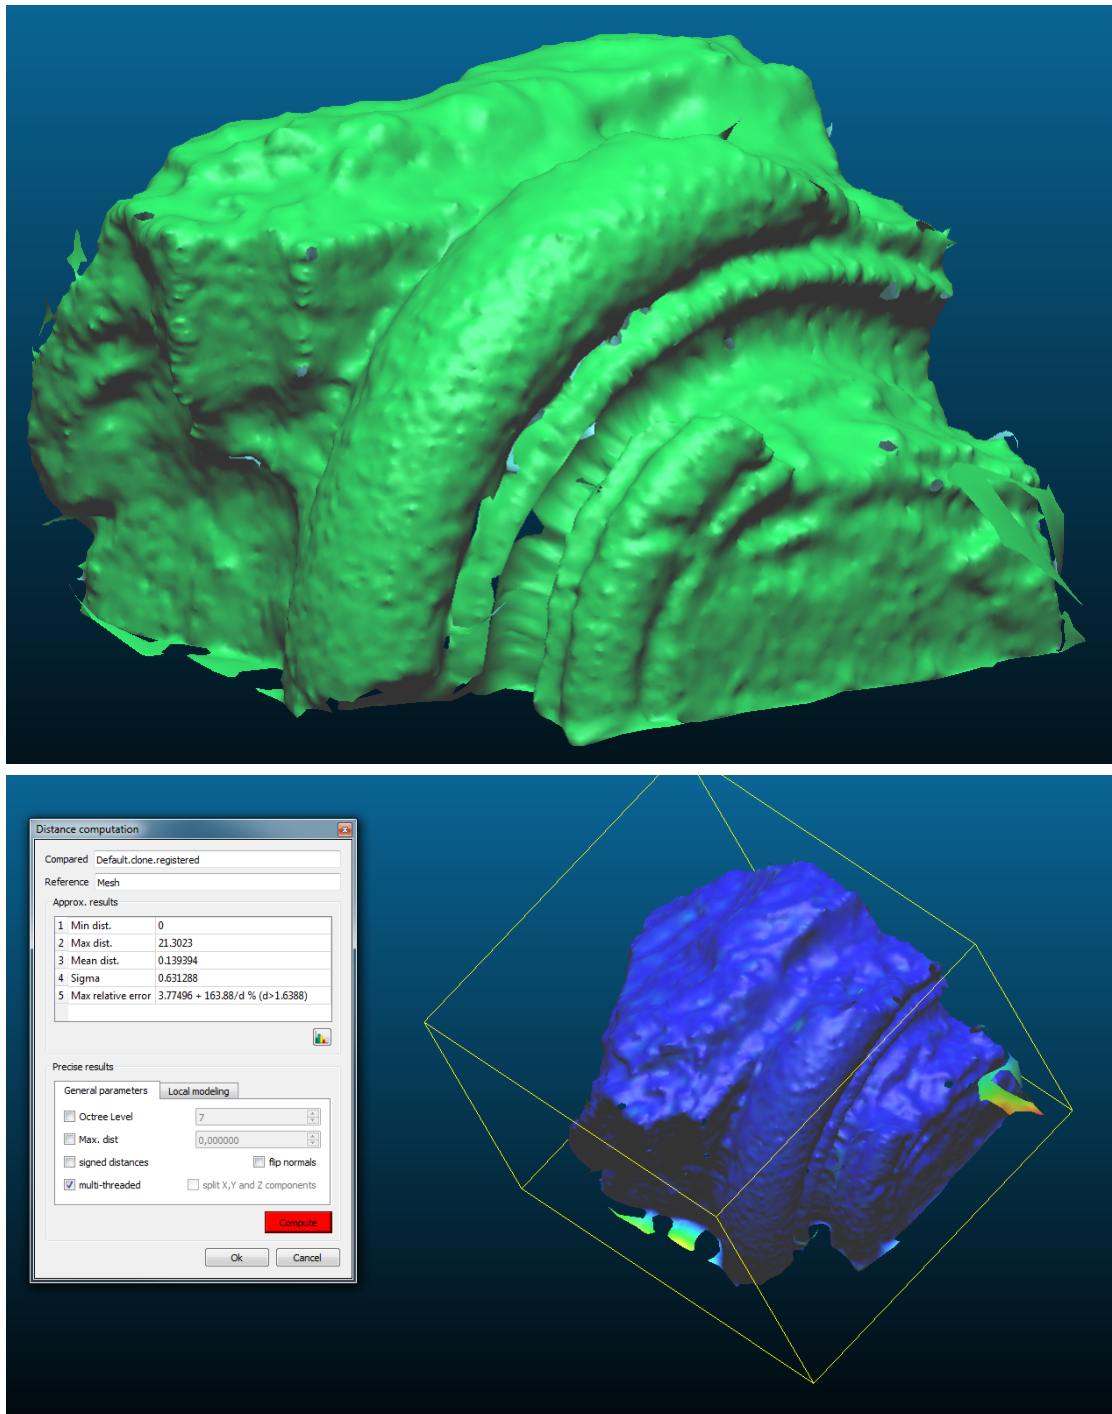 Distance computation
Compared Default.clone.registered
Reference Mesh
Approx. results
1 Min dist. 0
2 Max dist. 21.3023
3 Mean dist. 0.139394
4 Sigma 0.631288
5 Max relative error 3.77496 + 163.88/d % (d>1.6388)
Precise results
General parameters Local modeling
Octree Level 7
Max. dist 0,000000
signed distances flip normals
multi-threaded split X,Y and Z components
Compute
Ok Cancel